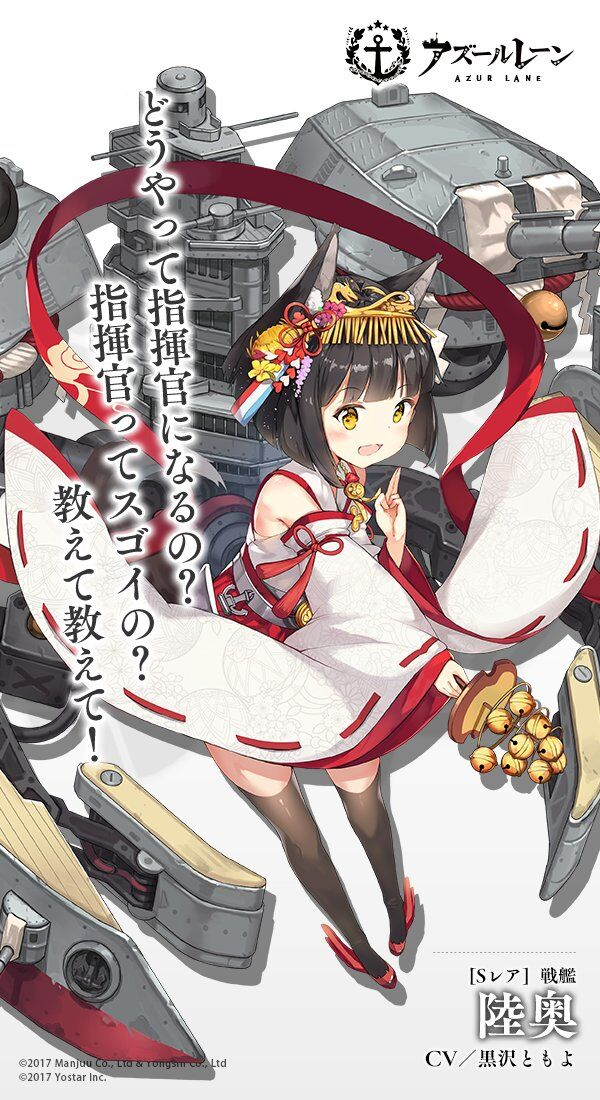 アズールレーン
AZUR LANE
どうやって指揮官になるの？
指揮官ってスゴイの？
教えて教えて！
[Sレア] 戦艦
陸奥
CV／黒沢ともよ
©2017 Manjuu Co., Ltd & Yongshi Co., Ltd
©2017 Yostar Inc.